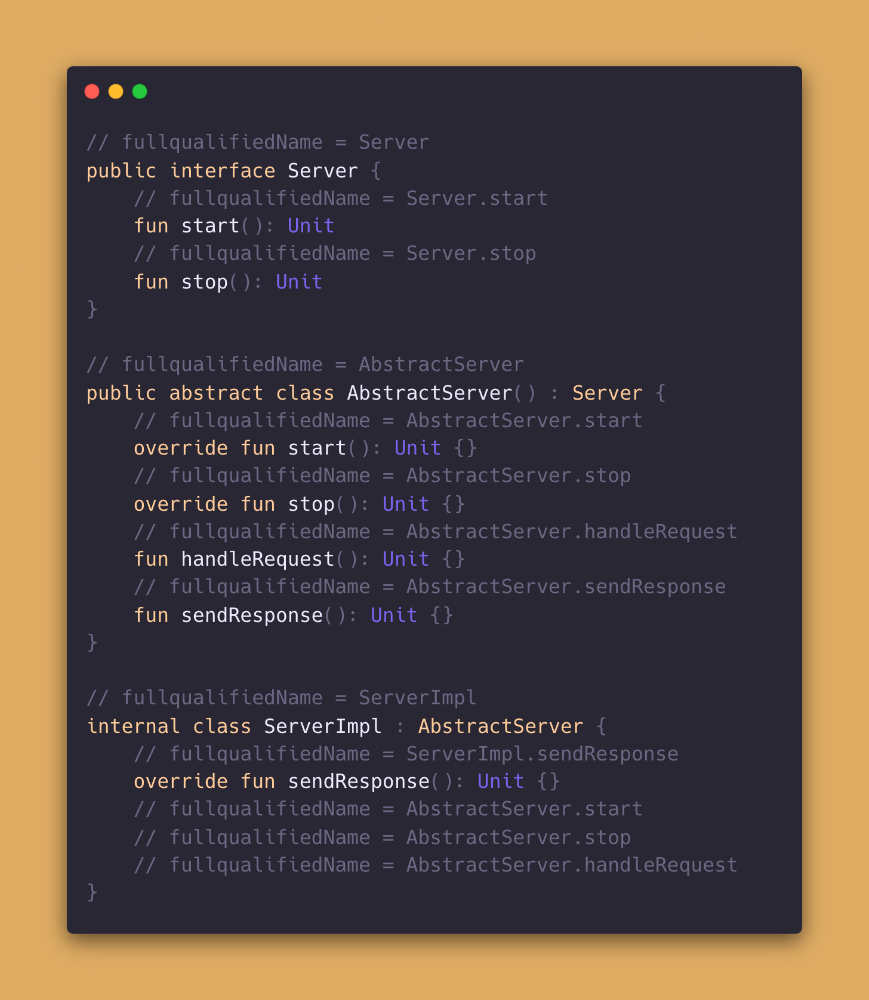 // fullqualifiedName = Server
public interface Server {
    // fullqualifiedName = Server.start
    fun start(): Unit
    // fullqualifiedName = Server.stop
    fun stop(): Unit
}

// fullqualifiedName = AbstractServer
public abstract class AbstractServer() : Server {
    // fullqualifiedName = AbstractServer.start
    override fun start(): Unit {}
    // fullqualifiedName = AbstractServer.stop
    override fun stop(): Unit {}
    // fullqualifiedName = AbstractServer.handleRequest
    fun handleRequest(): Unit {}
    // fullqualifiedName = AbstractServer.sendResponse
    fun sendResponse(): Unit {}
}

// fullqualifiedName = ServerImpl
internal class ServerImpl : AbstractServer {
    // fullqualifiedName = ServerImpl.sendResponse
    override fun sendResponse(): Unit {}
    // fullqualifiedName = AbstractServer.start
    // fullqualifiedName = AbstractServer.stop
    // fullqualifiedName = AbstractServer.handleRequest
}